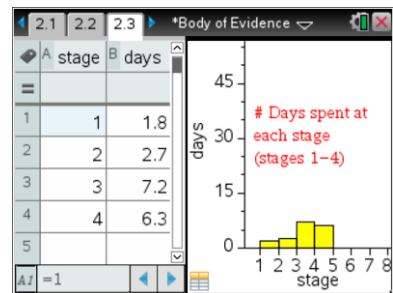 2.1 2.2 2.3 *Body of Evidence
A stage B days
=
1 1 1.8
2 2 2.7
3 3 7.2
4 4 6.3
5
A1 =1
days
45
30
15
0
# Days spent at
each stage
(stages 1–4)
1 2 3 4 5 6 7 8
stage